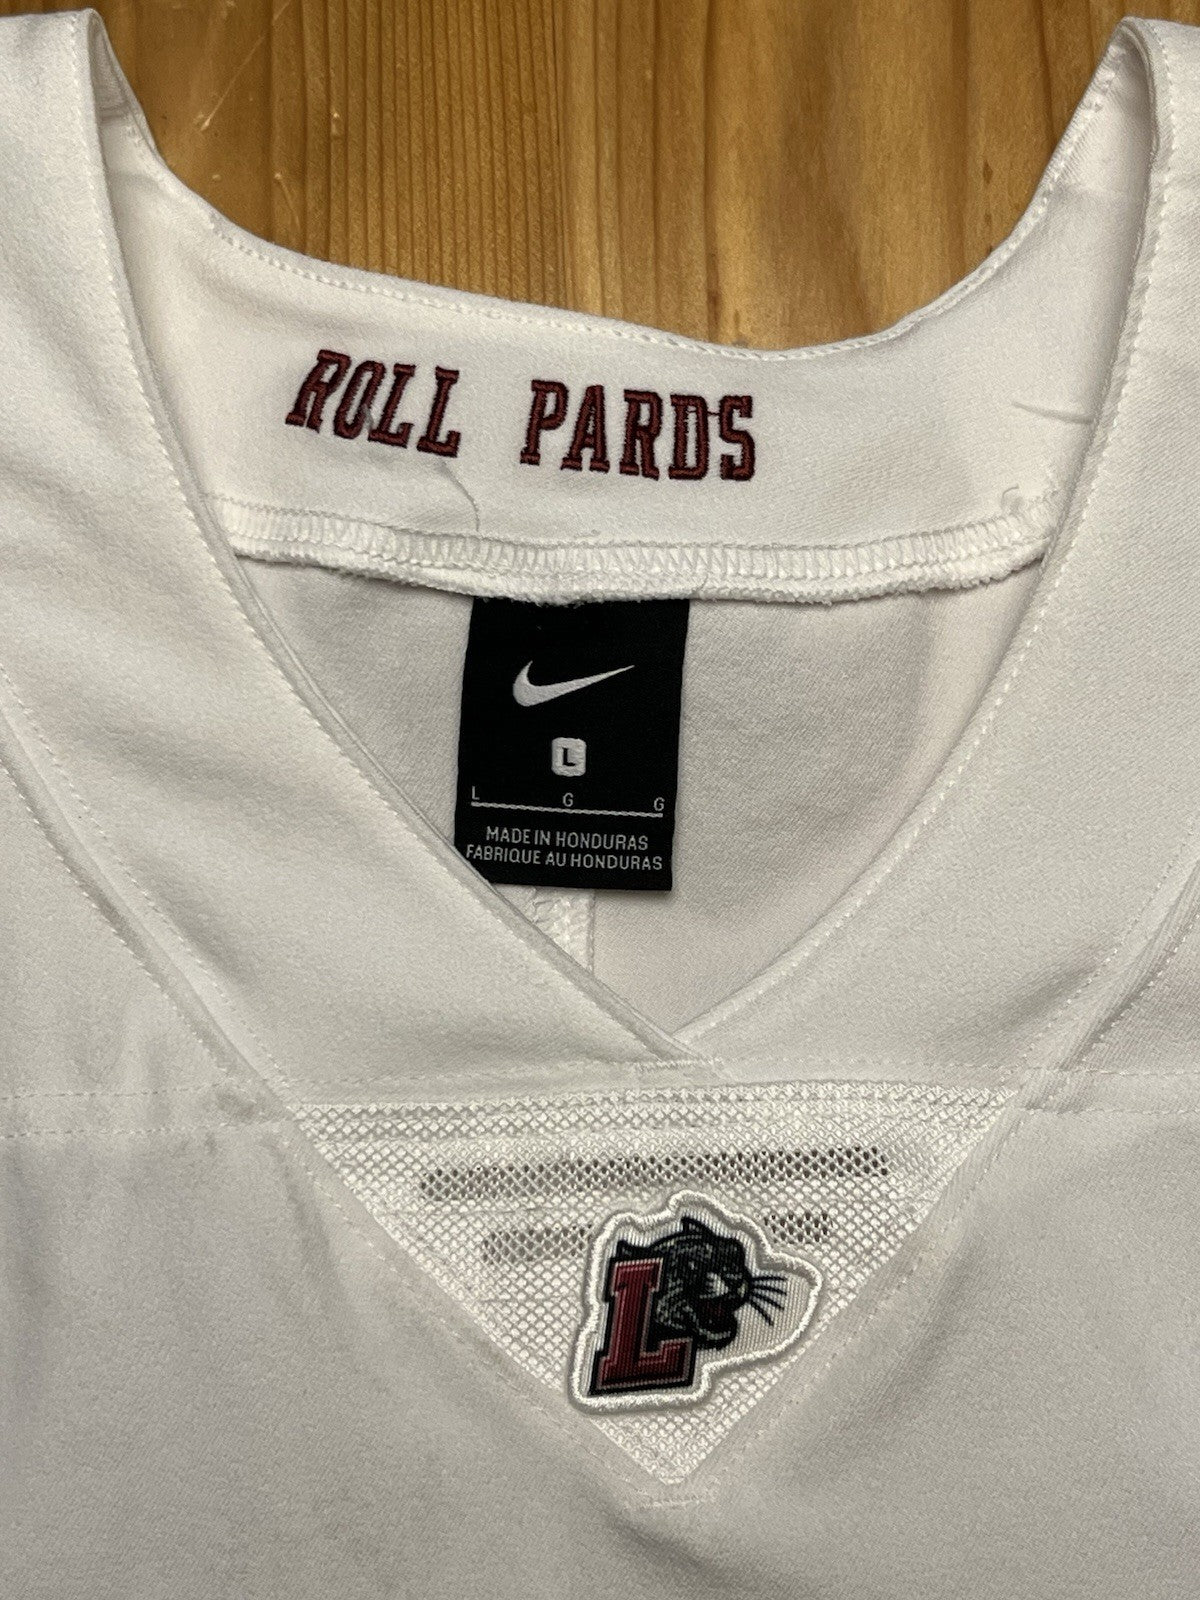 ROLL PARDS
L
L G G
MADE IN HONDURAS
FABRIQUE AU HONDURAS
L